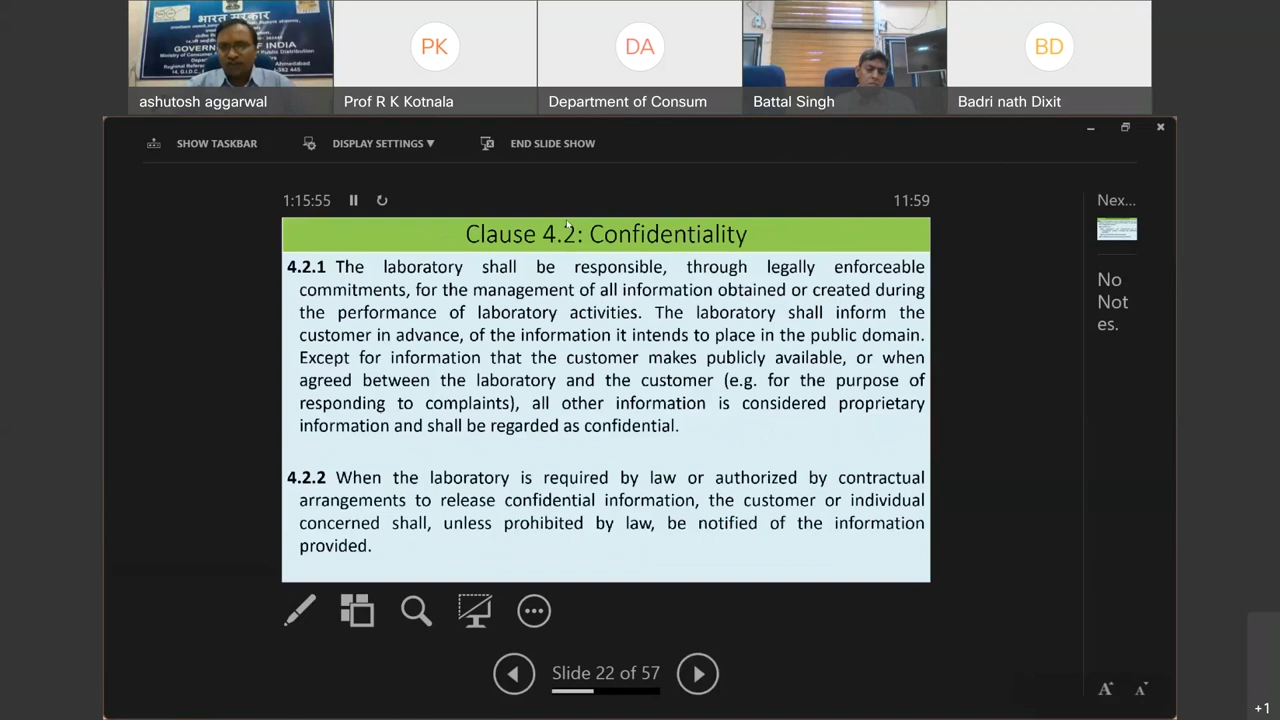 भारत सरकार
GOVERNMENT OF INDIA
PK
DA
BD
ashutosh aggarwal
Prof R K Kotnala
Department of Consum
Battal Singh
Badri nath Dixit
SHOW TASKBAR
DISPLAY SETTINGS ▼
END SLIDE SHOW
1:15:55
11:59
Nex...
Clause 4.2: Confidentiality
4.2.1 The laboratory shall be responsible, through legally enforceable
commitments, for the management of all information obtained or created during
the performance of laboratory activities. The laboratory shall inform the
customer in advance, of the information it intends to place in the public domain.
Except for information that the customer makes publicly available, or when
agreed between the laboratory and the customer (e.g. for the purpose of
responding to complaints), all other information is considered proprietary
information and shall be regarded as confidential.
4.2.2 When the laboratory is required by law or authorized by contractual
arrangements to release confidential information, the customer or individual
concerned shall, unless prohibited by law, be notified of the information
provided.
No
Not
es.
Slide 22 of 57
A A
+1